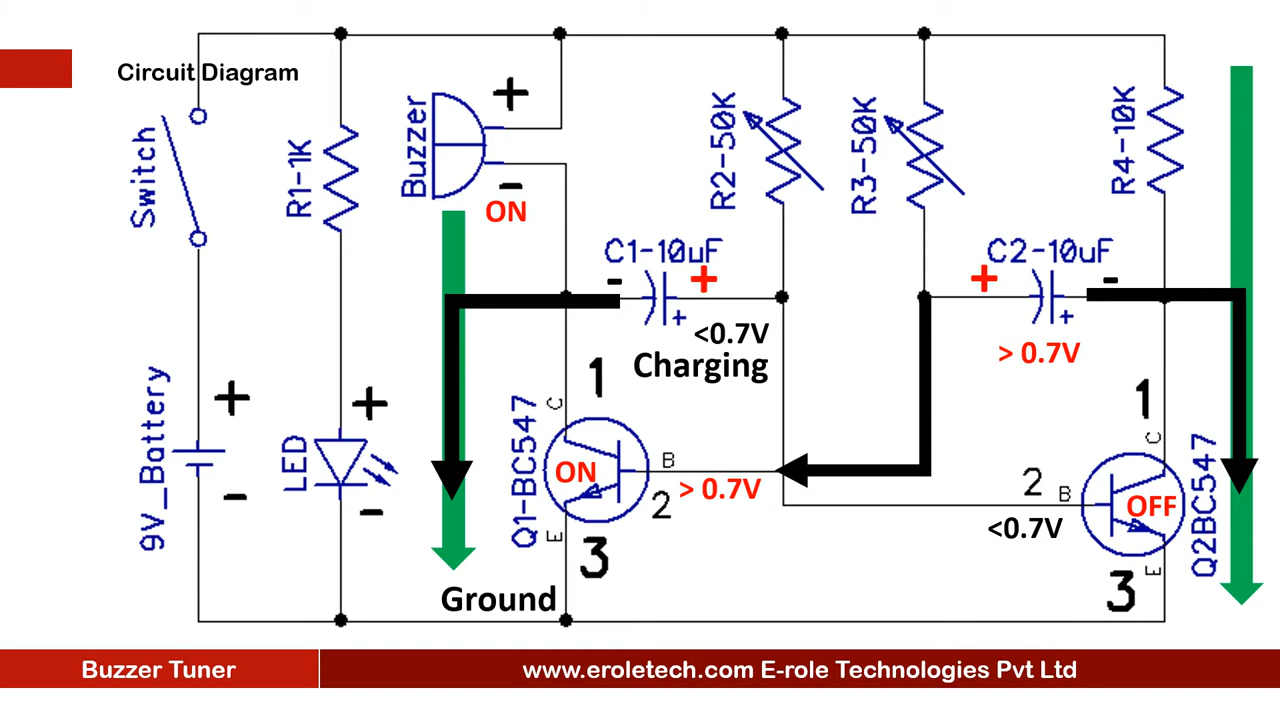 Circuit Diagram
Switch
R1-1K
Buzzer
+
-
ON
R2-50K
R3-50K
R4-10K
C1-10uF
- +
+
<0.7V
Charging
C2-10uF
+ -
+
> 0.7V
9V_Battery
+
-
LED
+
-
Q1-BC547
1
C
ON
B
2
> 0.7V
E
3
Ground
1
C
2 B
<0.7V
OFF
Q2BC547
E
3
Buzzer Tuner
www.eroletech.com E-role Technologies Pvt Ltd